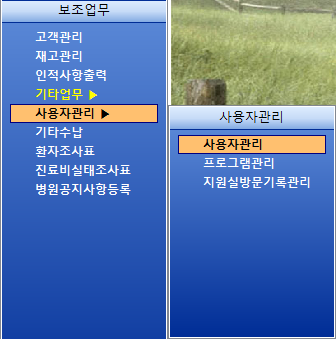 보조업무
고객관리
재고관리
인적사항출력
기타업무 ▶
사용자관리 ▶
기타수납
환자조사표
진료비실태조사표
병원공지사항등록
사용자관리
사용자관리
프로그램관리
지원실방문기록관리